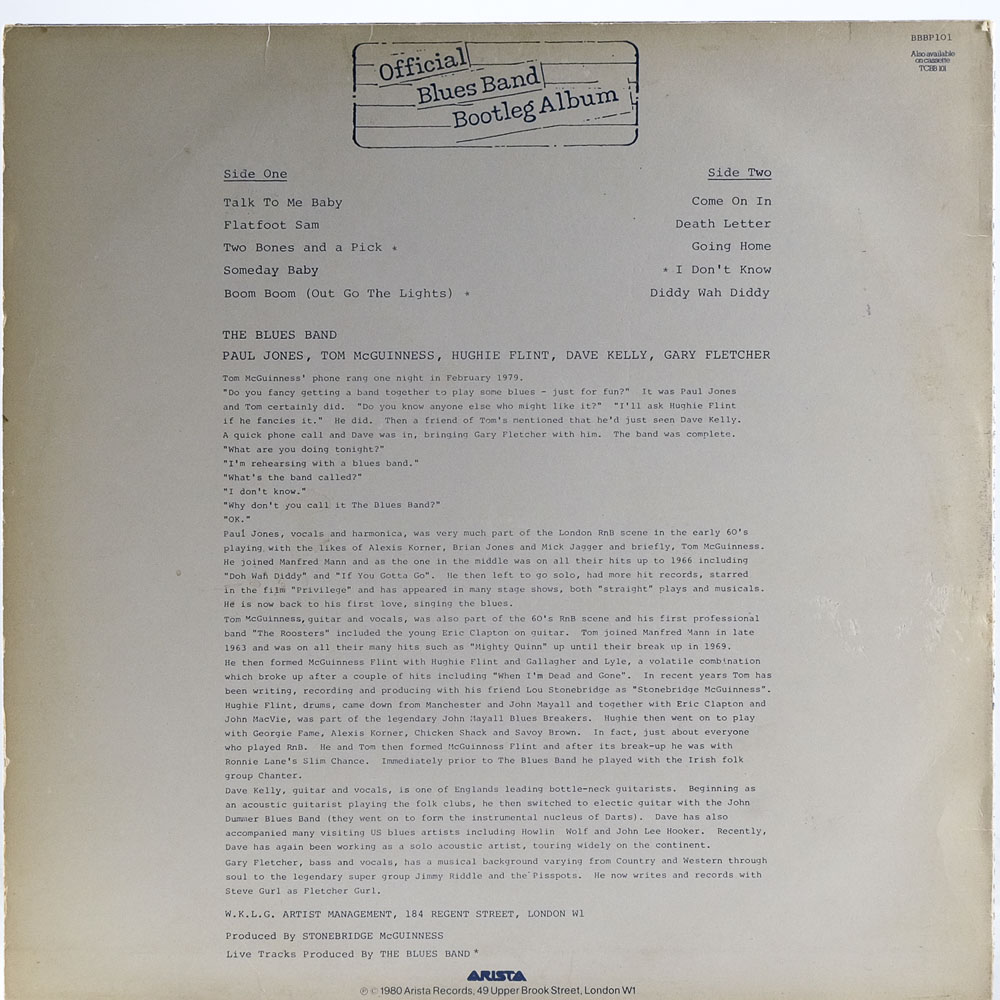 BBBP101
Also available
on cassette
TCBB 101
Official
Blues Band
Bootleg Album
Side One
Talk To Me Baby
Flatfoot Sam
Two Bones and a Pick *
Someday Baby
Boom Boom (Out Go The Lights) *
Side Two
Come On In
Death Letter
Going Home
* I Don't Know
Diddy Wah Diddy
THE BLUES BAND
PAUL JONES, TOM McGUINNESS, HUGHIE FLINT, DAVE KELLY, GARY FLETCHER
Tom McGuinness' phone rang one night in February 1979.
"Do you fancy getting a band together to play some blues - just for fun?" It was Paul Jones
and Tom certainly did. "Do you know anyone else who might like it?" "I'll ask Hughie Flint
if he fancies it." He did. Then a friend of Tom's mentioned that he'd just seen Dave Kelly.
A quick phone call and Dave was in, bringing Gary Fletcher with him. The band was complete.
"What are you doing tonight?"
"I'm rehearsing with a blues band."
"What's the band called?"
"I don't know."
"Why don't you call it The Blues Band?"
"OK."
Paul Jones, vocals and harmonica, was very much part of the London RnB scene in the early 60's
playing with the likes of Alexis Korner, Brian Jones and Mick Jagger and briefly, Tom McGuinness.
He joined Manfred Mann and as the one in the middle was on all their hits up to 1966 including
"Doh Wah Diddy" and "If You Gotta Go". He then left to go solo, had more hit records, starred
in the film "Privilege" and has appeared in many stage shows, both "straight" plays and musicals.
He is now back to his first love, singing the blues.
Tom McGuinness, guitar and vocals, was also part of the 60's RnB scene and his first professional
band "The Roosters" included the young Eric Clapton on guitar. Tom joined Manfred Mann in late
1963 and was on all their many hits such as "Mighty Quinn" up until their break up in 1969.
He then formed McGuinness Flint with Hughie Flint and Gallagher and Lyle, a volatile combination
which broke up after a couple of hits including "When I'm Dead and Gone". In recent years Tom has
been writing, recording and producing with his friend Lou Stonebridge as "Stonebridge McGuinness".
Hughie Flint, drums, came down from Manchester and John Mayall and together with Eric Clapton and
John MacVie, was part of the legendary John Mayall Blues Breakers. Hughie then went on to play
with Georgie Fame, Alexis Korner, Chicken Shack and Savoy Brown. In fact, just about everyone
who played RnB. He and Tom then formed McGuinness Flint and after its break-up he was with
Ronnie Lane's Slim Chance. Immediately prior to The Blues Band he played with the Irish folk
group Chanter.
Dave Kelly, guitar and vocals, is one of Englands leading bottle-neck guitarists. Beginning as
an acoustic guitarist playing the folk clubs, he then switched to electic guitar with the John
Dummer Blues Band (they went on to form the instrumental nucleus of Darts). Dave has also
accompanied many visiting US blues artists including Howlin Wolf and John Lee Hooker. Recently,
Dave has again been working as a solo acoustic artist, touring widely on the continent.
Gary Fletcher, bass and vocals, has a musical background varying from Country and Western through
soul to the legendary super group Jimmy Riddle and the Pisspots. He now writes and records with
Steve Gurl as Fletcher Gurl.
W.K.L.G. ARTIST MANAGEMENT, 184 REGENT STREET, LONDON W1
Produced By STONEBRIDGE McGUINNESS
Live Tracks Produced By THE BLUES BAND *
ARISTA
℗ © 1980 Arista Records, 49 Upper Brook Street, London W1